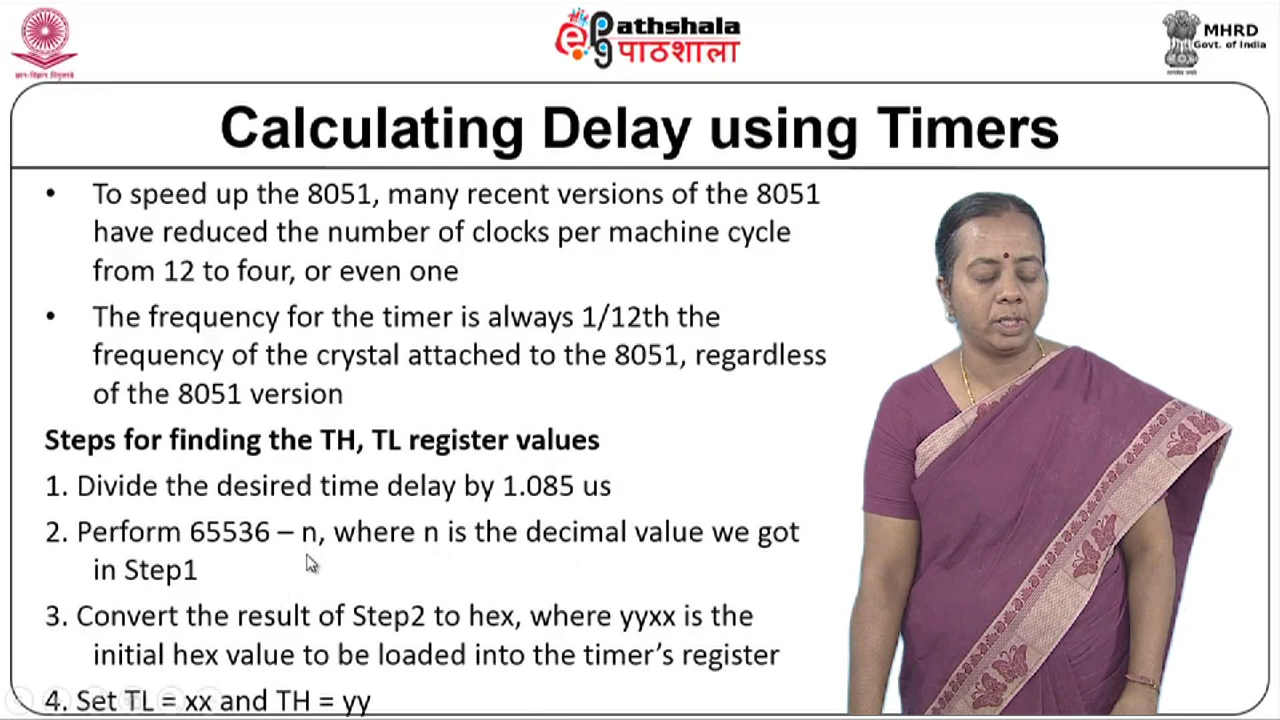 ePG athshala
पाठशाला
MHRD
Govt. of India
Calculating Delay using Timers
• To speed up the 8051, many recent versions of the 8051
have reduced the number of clocks per machine cycle
from 12 to four, or even one
• The frequency for the timer is always 1/12th the
frequency of the crystal attached to the 8051, regardless
of the 8051 version
Steps for finding the TH, TL register values
1. Divide the desired time delay by 1.085 us
2. Perform 65536 – n, where n is the decimal value we got
in Step1
3. Convert the result of Step2 to hex, where yyxx is the
initial hex value to be loaded into the timer’s register
4. Set TL = xx and TH = yy